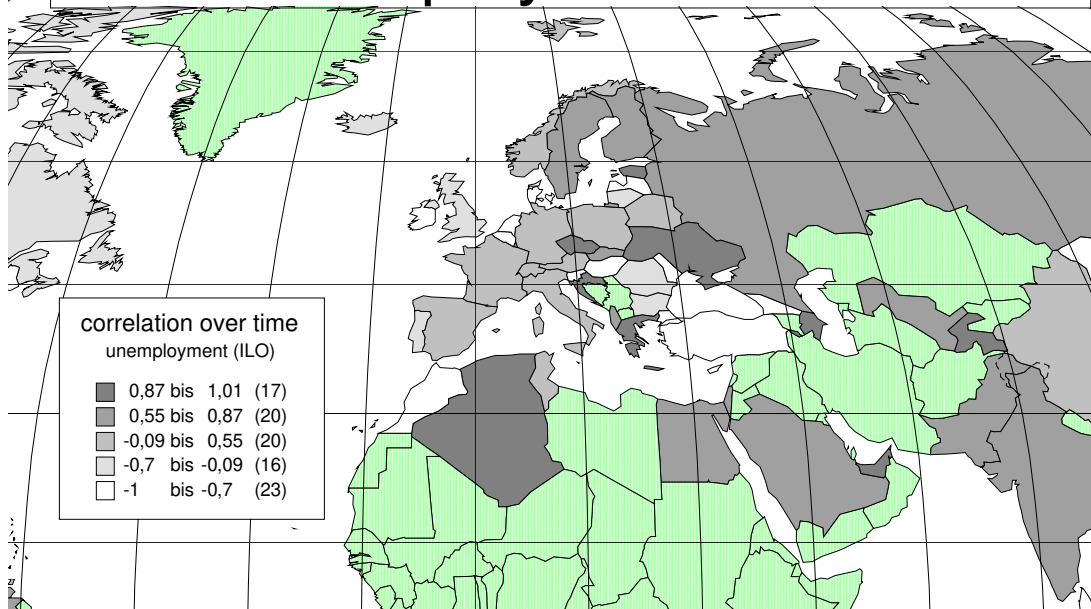 correlation over time
unemployment (ILO)
0,87 bis 1,01 (17)
0,55 bis 0,87 (20)
-0,09 bis 0,55 (20)
-0,7 bis -0,09 (16)
-1 bis -0,7 (23)